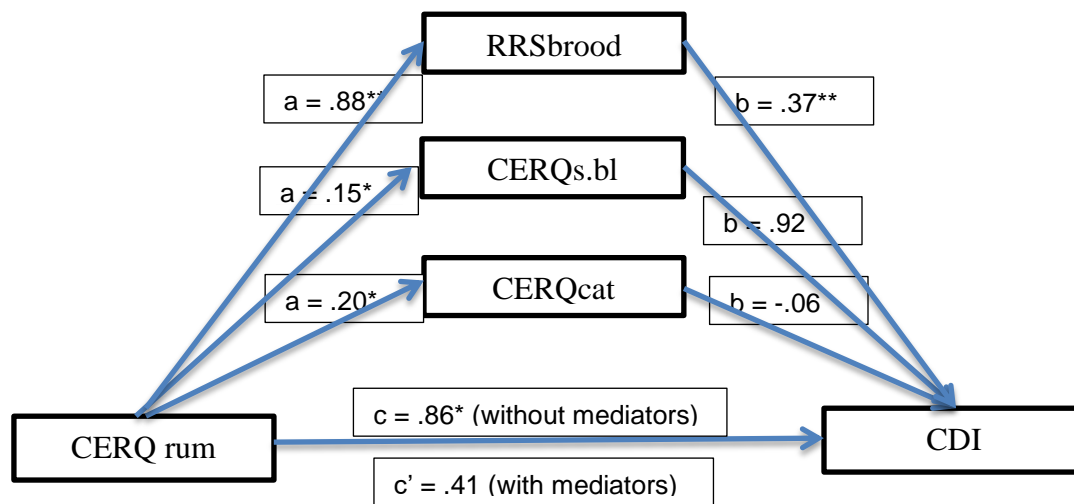 RRSbrood
a = .88**
b = .37**
CERQs.bl
a = .15*
b = .92
CERQcat
a = .20*
b = -.06
c = .86* (without mediators)
CERQ rum
CDI
c’ = .41 (with mediators)